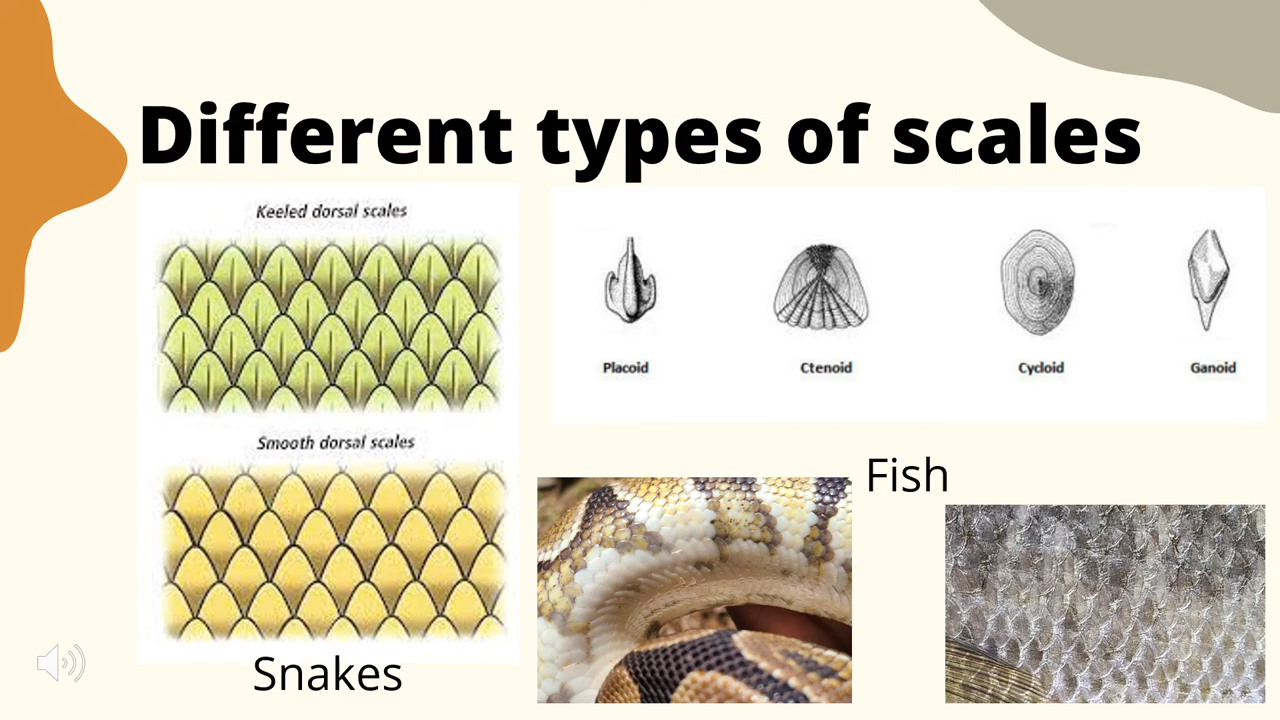 Different types of scales
Keeled dorsal scales
Smooth dorsal scales
Snakes
Placoid Ctenoid Cycloid Ganoid
Fish